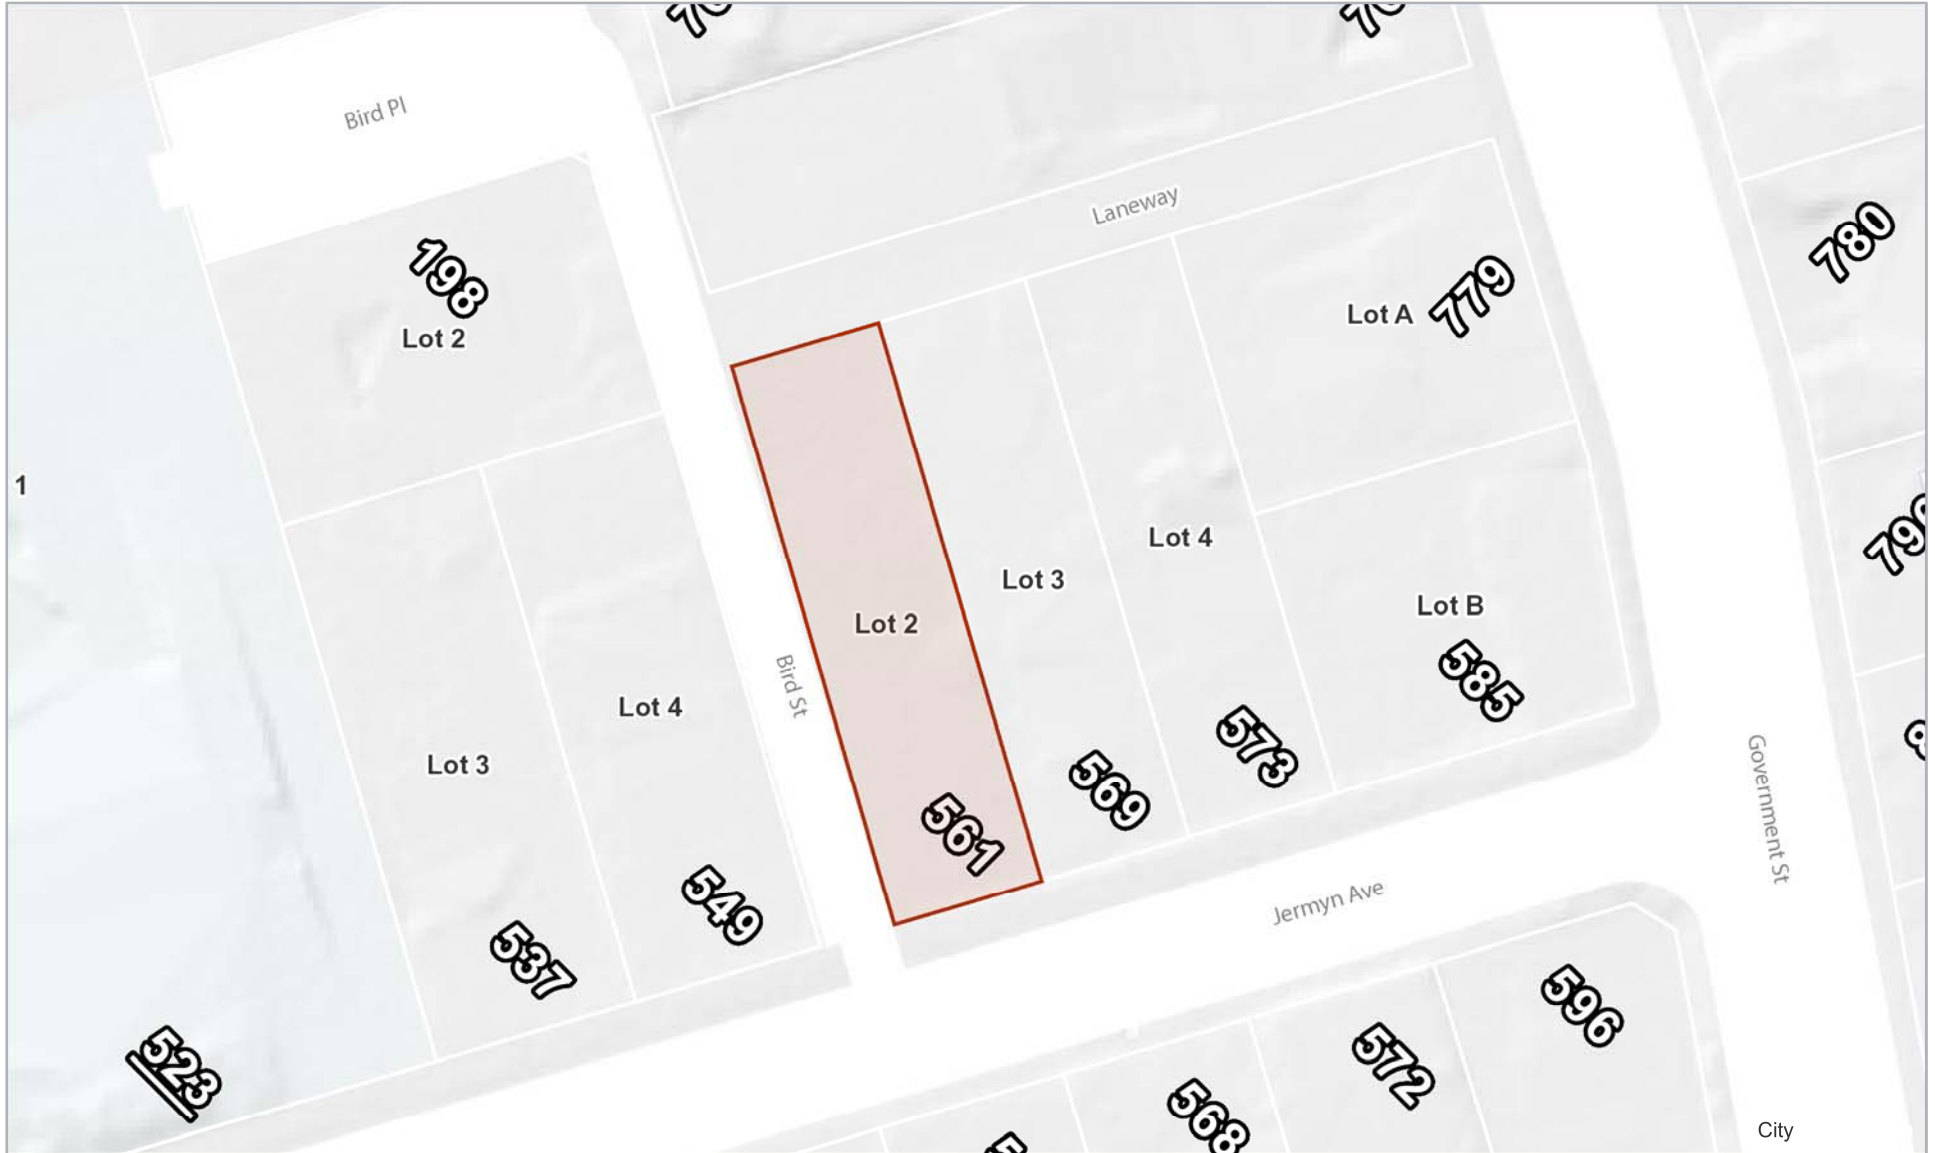 Bird Pl
Laneway
198
Lot 2
Lot A
779
780
1
Lot 4
Lot 3
Lot 2
Lot B
585
Bird St
Lot 4
Lot 3
573
569
561
549
537
Government St
Jermyn Ave
523
596
572
568
City